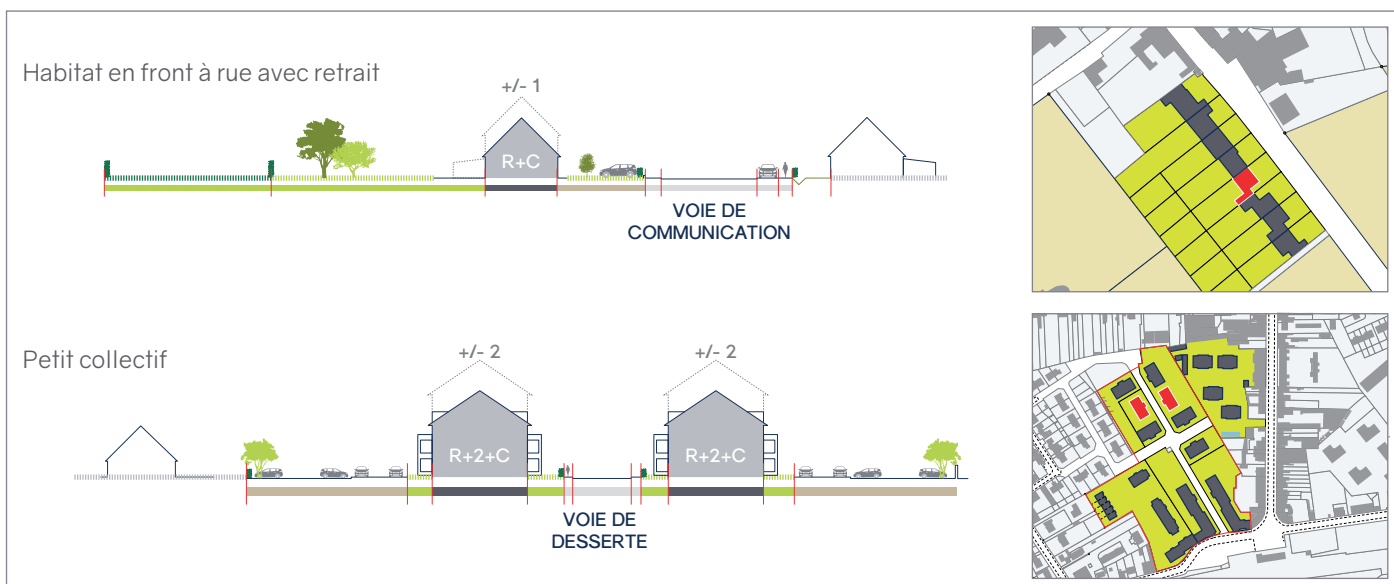 Habitat en front à rue avec retrait
+/- 1
R+C
VOIE DE
COMMUNICATION
Petit collectif
+/- 2
+/- 2
R+2+C
R+2+C
VOIE DE
DESSERTE